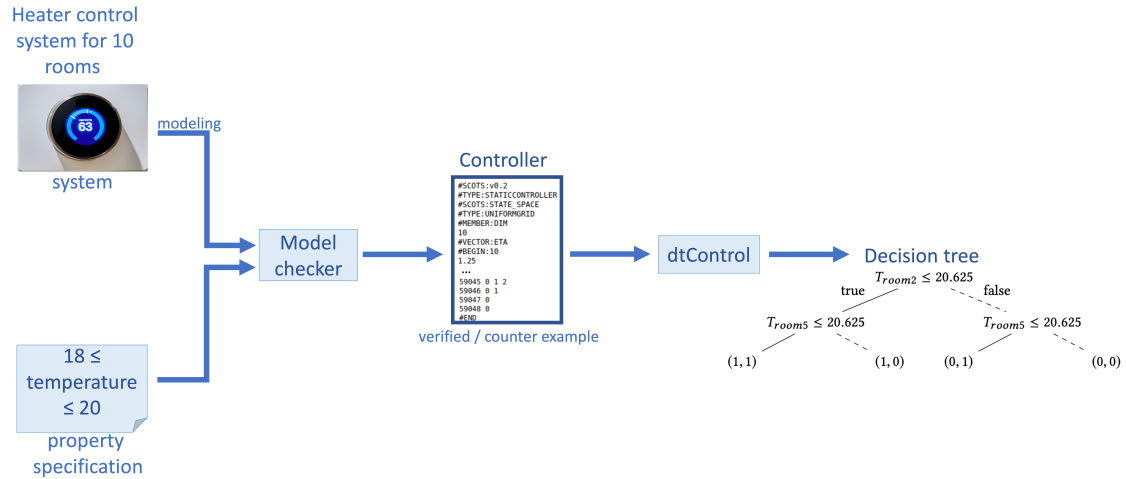 Heater control
system for 10
rooms
63
system
modeling
18 ≤
temperature
≤ 20
property
specification
Model
checker
Controller
#SCOTS:v0.2
#TYPE:STATICCONTROLLER
#SCOTS:STATE_SPACE
#TYPE:UNIFORMGRID
#MEMBER:DIM
10
#VECTOR:ETA
#BEGIN:10
1.25
...
59045 0 1 2
59046 0 1
59047 0
59048 0
#END
verified / counter example
dtControl
Decision tree
T_room2 ≤ 20.625
true
false
T_room5 ≤ 20.625
T_room5 ≤ 20.625
(1, 1)
(1, 0)
(0, 1)
(0, 0)